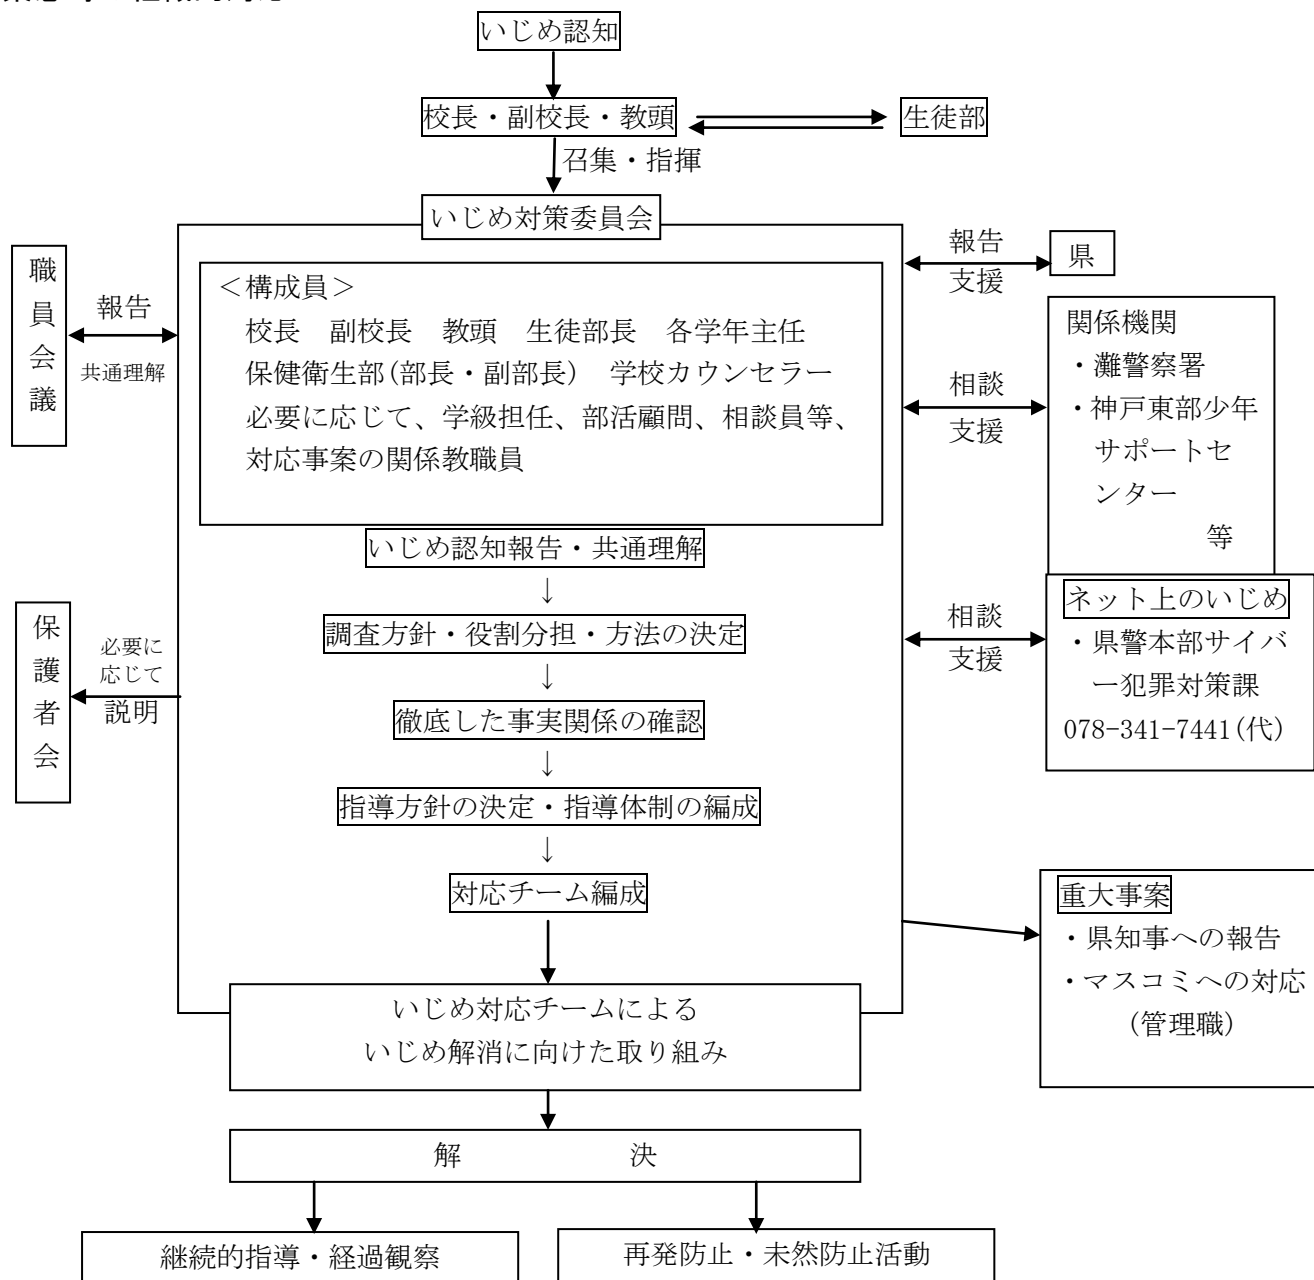 いじめ認知
校長・副校長・教頭
生徒部
召集・指揮
いじめ対策委員会
職員会議
報告
共通理解
<構成員>
校長 副校長 教頭 生徒部長 各学年主任
保健衛生部(部長・副部長) 学校カウンセラー
必要に応じて、学級担任、部活顧問、相談員等、
対応事案の関係教職員
報告
支援
県
相談
支援
関係機関
・灘警察署
・神戸東部少年
サポートセ
ンター
等
いじめ認知報告・共通理解
↓
調査方針・役割分担・方法の決定
↓
徹底した事実関係の確認
↓
指導方針の決定・指導体制の編成
↓
対応チーム編成
保護者会
必要に
応じて
説明
相談
支援
ネット上のいじめ
・県警本部サイバ
ー犯罪対策課
078-341-7441(代)
重大事案
・県知事への報告
・マスコミへの対応
(管理職)
いじめ対応チームによる
いじめ解消に向けた取り組み
解 決
継続的指導・経過観察
再発防止・未然防止活動